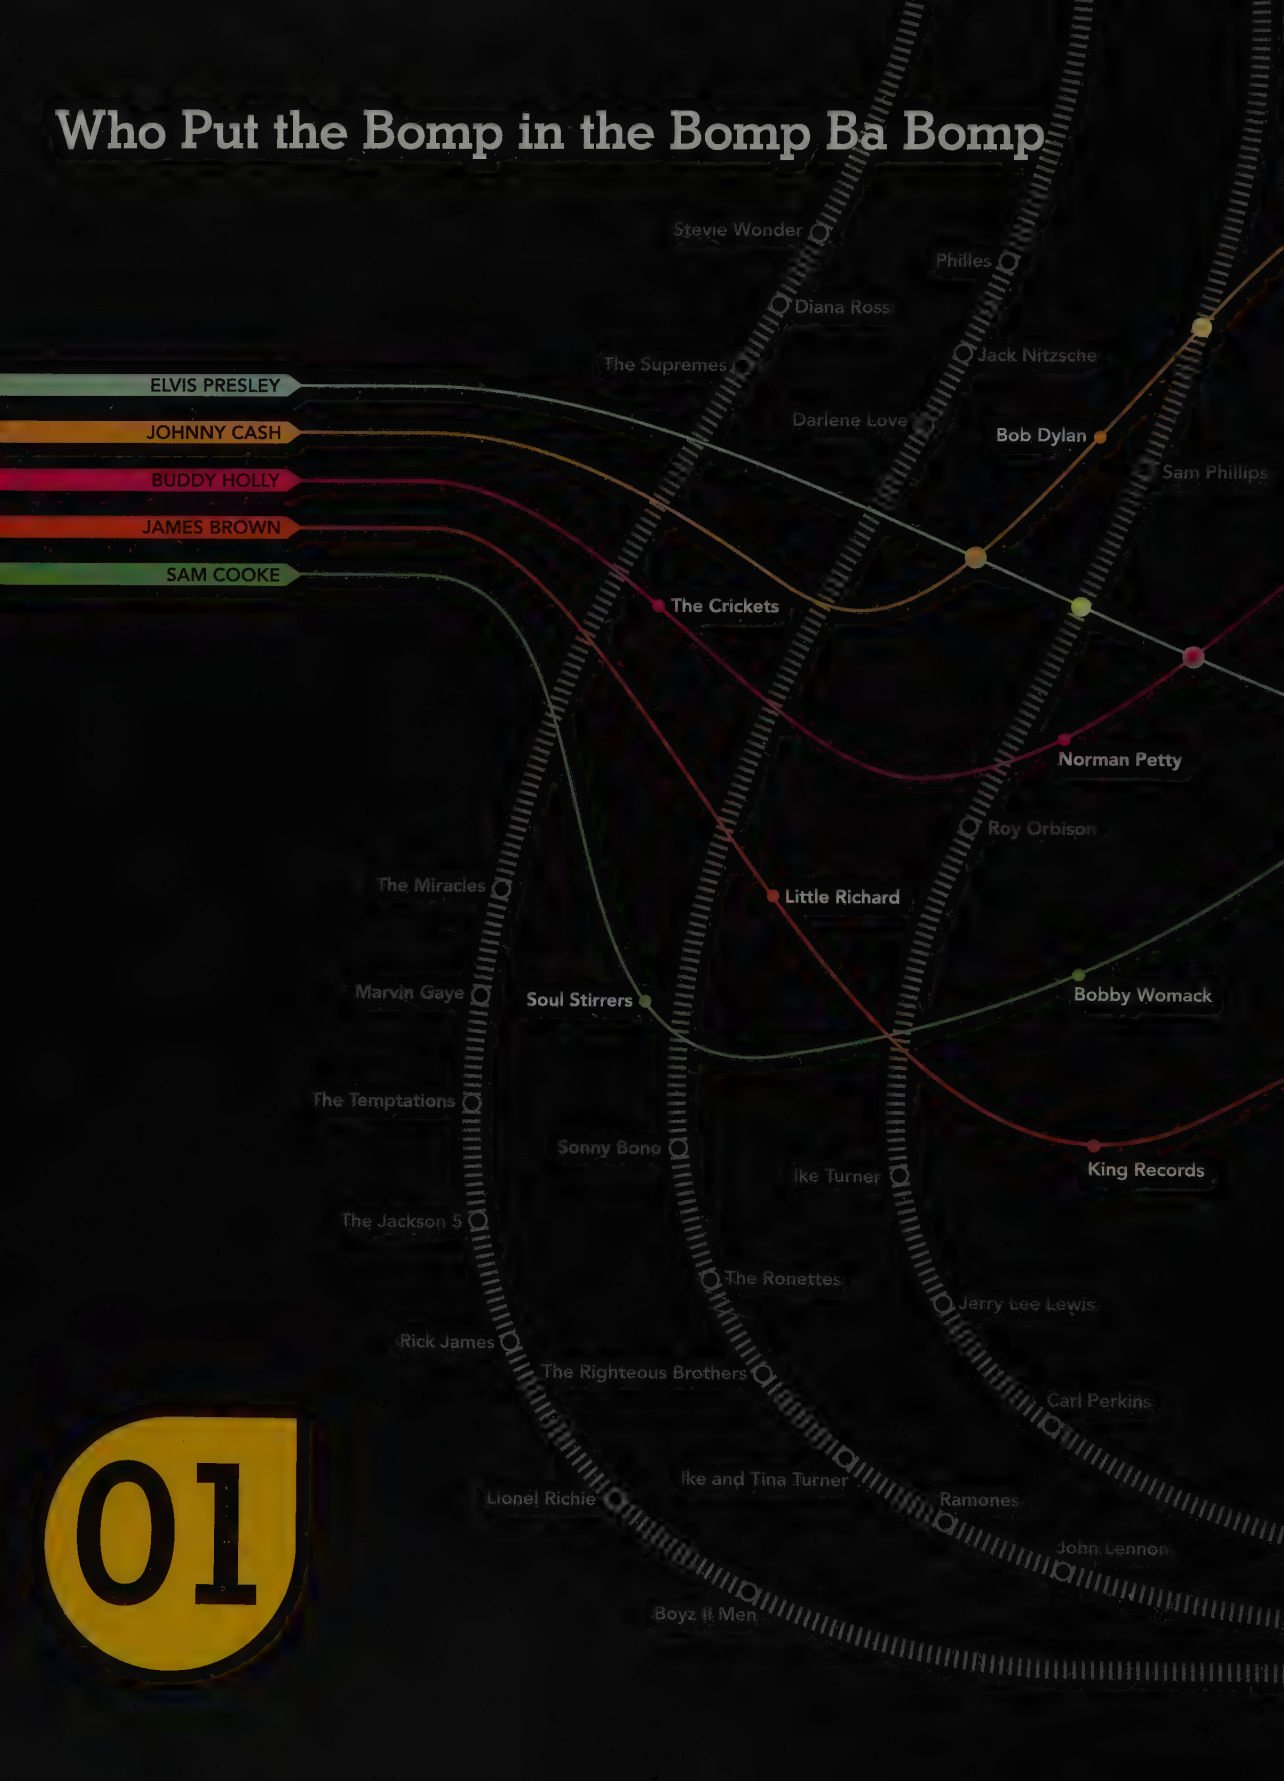 Who Put the Bomp in the Bomp Ba Bomp
Stevie Wonder
Philles
Diana Ross
Jack Nitzsche
The Supremes
ELVIS PRESLEY
Darlene Love
JOHNNY CASH
Bob Dylan
Sam Phillips
BUDDY HOLLY
JAMES BROWN
SAM COOKE
The Crickets
Norman Petty
Roy Orbison
The Miracles
Little Richard
Marvin Gaye
Soul Stirrers
Bobby Womack
The Temptations
Sonny Bono
Ike Turner
King Records
The Jackson 5
The Ronettes
Jerry Lee Lewis
Rick James
The Righteous Brothers
Carl Perkins
Ike and Tina Turner
Lionel Richie
Ramones
01
John Lennon
Boyz II Men